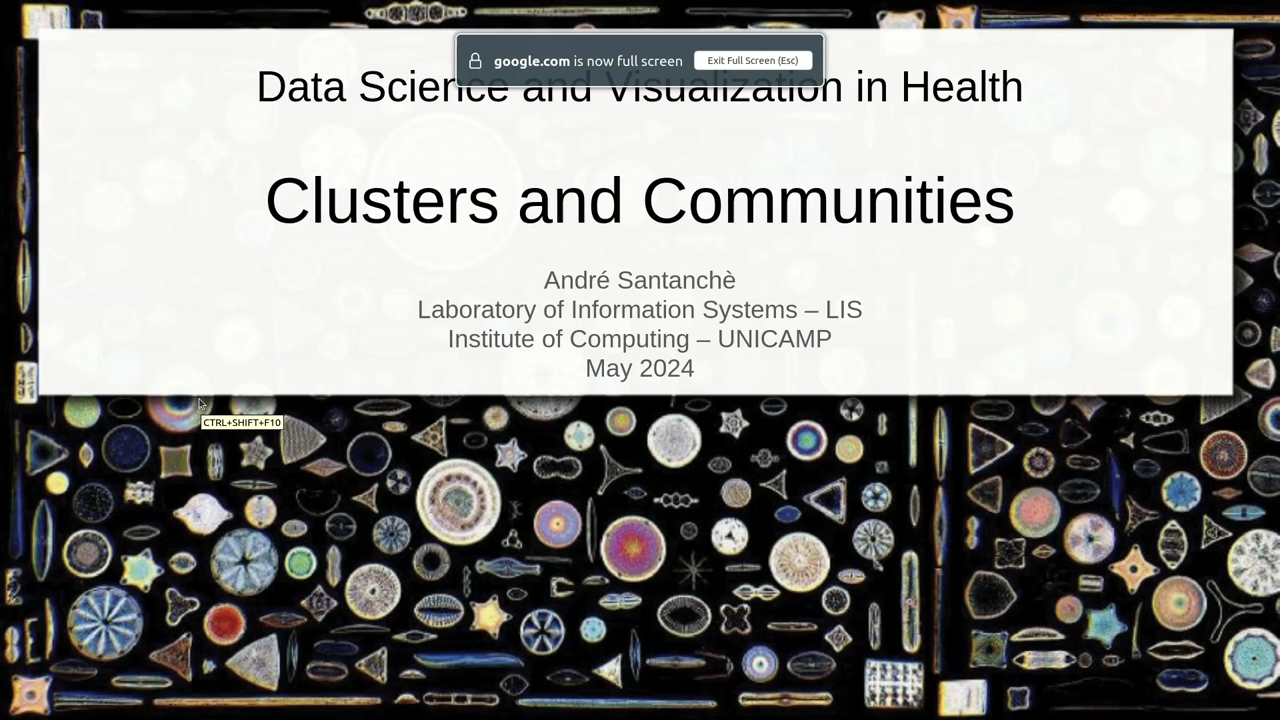 google.com is now full screen
Exit Full Screen (Esc)
Data Science and Visualization in Health
Clusters and Communities
André Santanchè
Laboratory of Information Systems – LIS
Institute of Computing – UNICAMP
May 2024
CTRL+SHIFT+F10